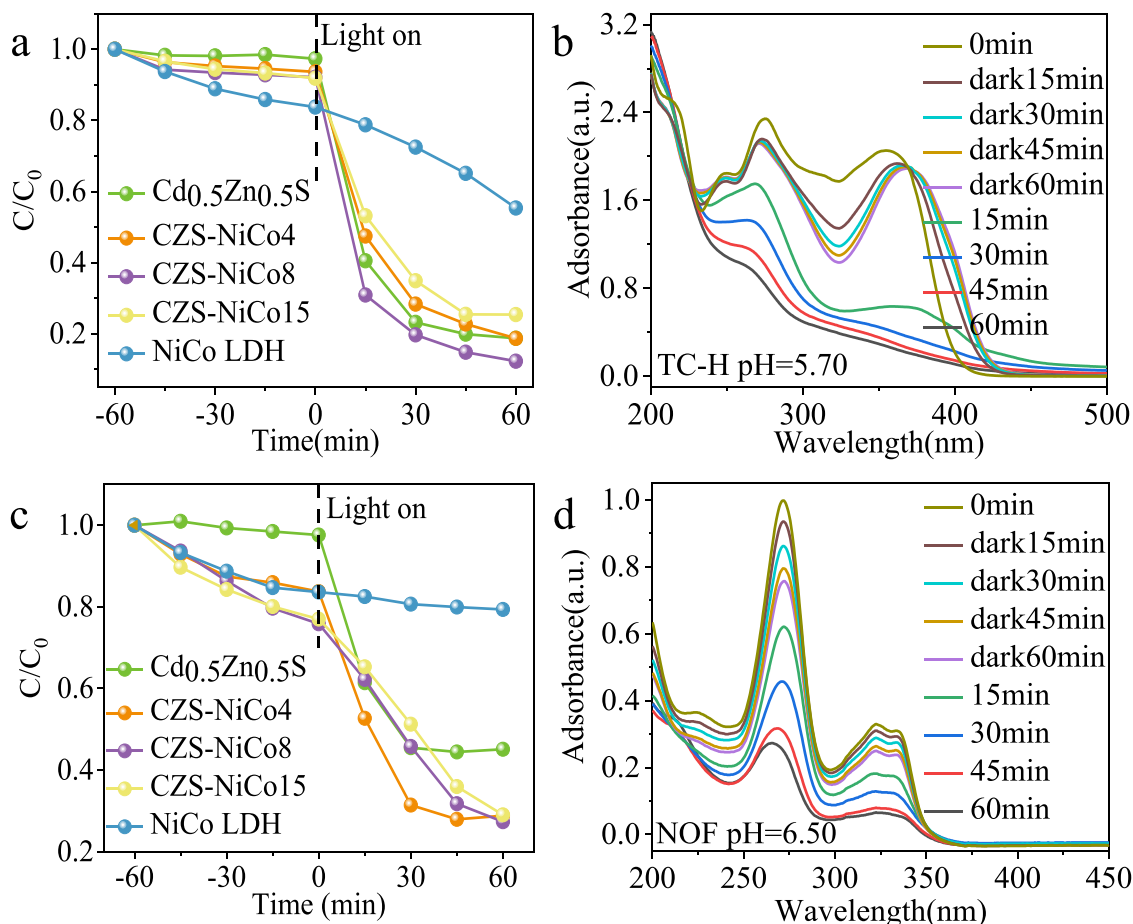 a
Light on
1.0
0.8
0.6
0.4
0.2
C/C0
Cd0.5Zn0.5S
CZS-NiCo4
CZS-NiCo8
CZS-NiCo15
NiCo LDH
-60 -30 0 30 60
Time(min)
b
3.2
2.4
1.6
0.8
0.0
Adsorbance(a.u.)
0min
dark15min
dark30min
dark45min
dark60min
15min
30min
45min
60min
TC-H pH=5.70
200 300 400 500
Wavelength(nm)
c
Light on
1.0
0.8
0.6
0.4
0.2
C/C0
Cd0.5Zn0.5S
CZS-NiCo4
CZS-NiCo8
CZS-NiCo15
NiCo LDH
-60 -30 0 30 60
Time (min)
d
1.0
0.8
0.6
0.4
0.2
0.0
Adsorbance(a.u.)
0min
dark15min
dark30min
dark45min
dark60min
15min
30min
45min
60min
NOF pH=6.50
200 250 300 350 400 450
Wavelength(nm)